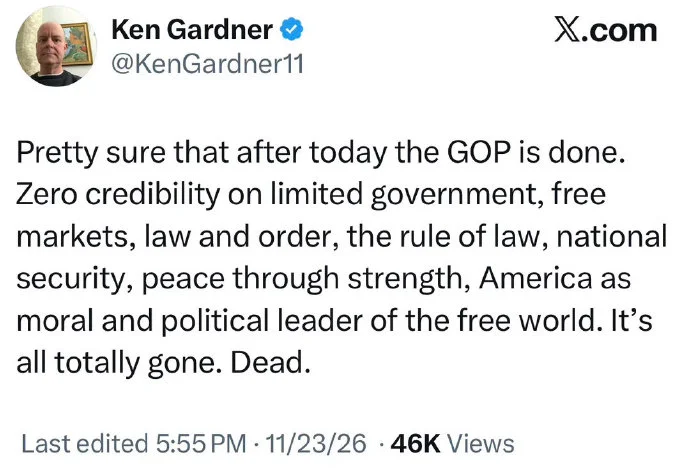 Ken Gardner
X.com
@KenGardner11
Pretty sure that after today the GOP is done.
Zero credibility on limited government, free
markets, law and order, the rule of law, national
security, peace through strength, America as
moral and political leader of the free world. It’s
all totally gone. Dead.
Last edited 5:55 PM · 11/23/26 · 46K Views